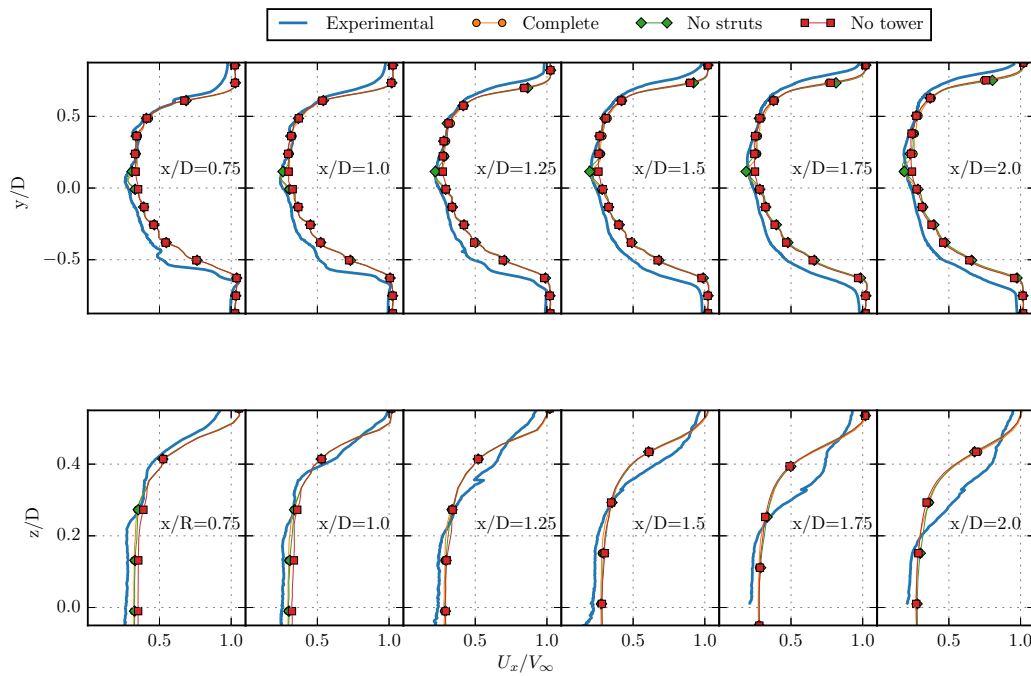 Experimental Complete No struts No tower
0.5
0.0
−0.5
y/D
x/D=0.75 x/D=1.0 x/D=1.25 x/D=1.5 x/D=1.75 x/D=2.0
0.4
0.2
0.0
z/D
x/R=0.75 x/D=1.0 x/D=1.25 x/D=1.5 x/D=1.75 x/D=2.0
0.5 1.0 0.5 1.0 0.5 1.0 0.5 1.0 0.5 1.0 0.5 1.0
U_x/V_∞